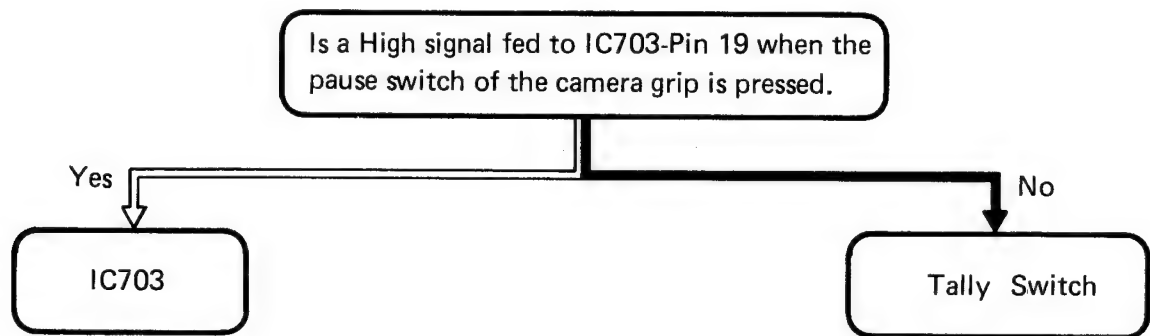 Is a High signal fed to IC703-Pin 19 when the
pause switch of the camera grip is pressed.
Yes
No
IC703
Tally Switch